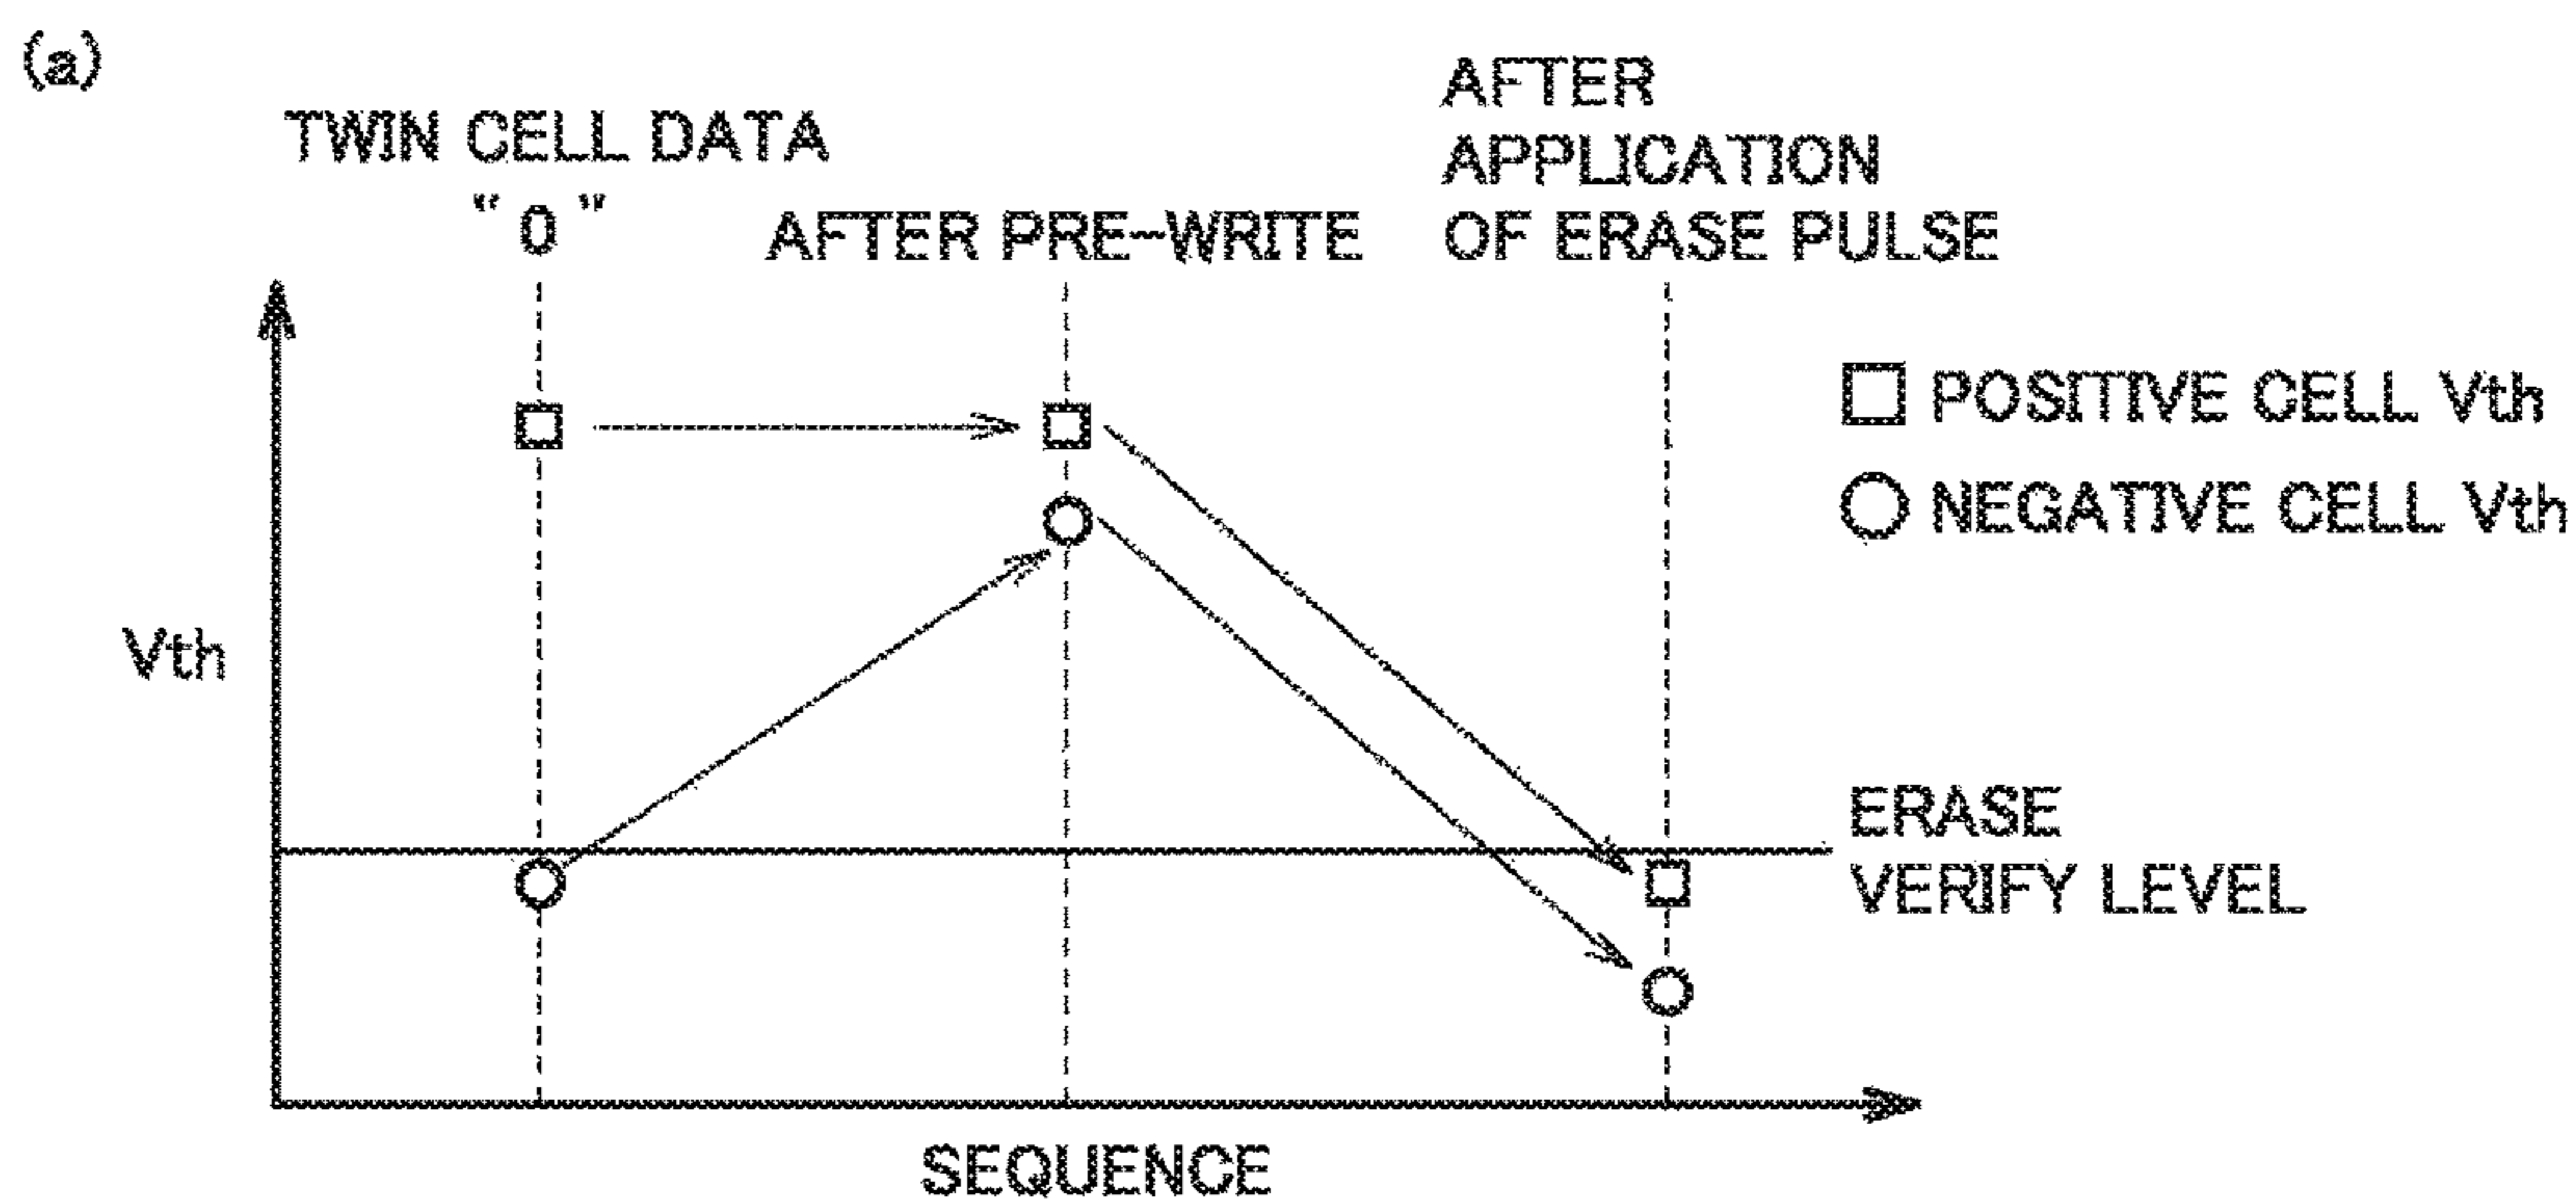 (a)
TWIN CELL DATA
"0"
AFTER PRE-WRITE
AFTER
APPLICATION
OF ERASE PULSE
POSITIVE CELL Vth
NEGATIVE CELL Vth
Vth
ERASE
VERIFY LEVEL
SEQUENCE